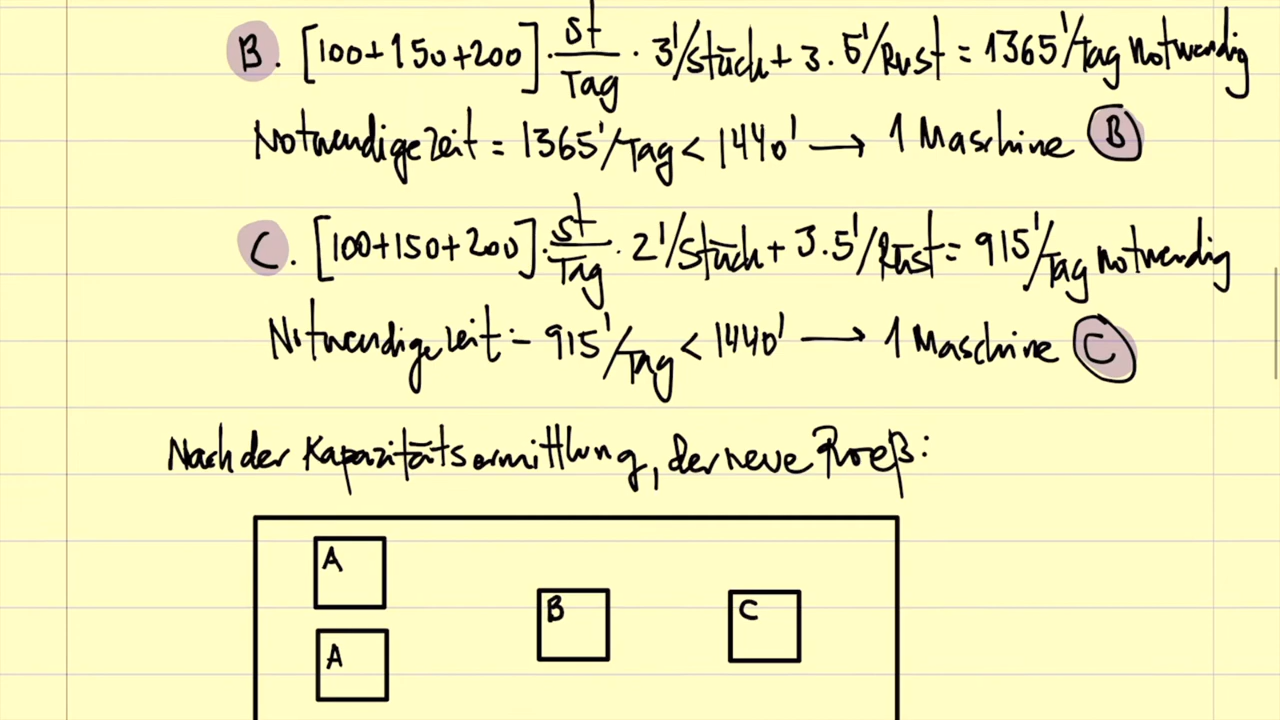 B. [100+150+200]·St/Tag · 3'/Stück + 3.5'/Rüst = 1365'/Tag notwendig
Notwendige Zeit = 1365'/Tag < 1440' → 1 Maschine B
C. [100+150+200]·St/Tag · 2'/Stück + 3.5'/Rüst = 915'/Tag notwendig
Notwendige Zeit = 915'/Tag < 1440' → 1 Maschine C
Nach der Kapazitätsermittlung, der neue Proeß:
A
B
C
A